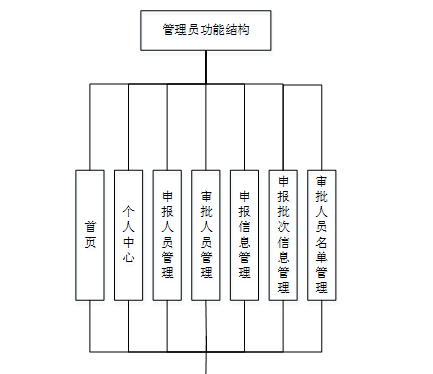 管理员功能结构
首页
个人中心
申报人员管理
审批人员管理
申报信息管理
申报批次信息管理
审批人员名单管理